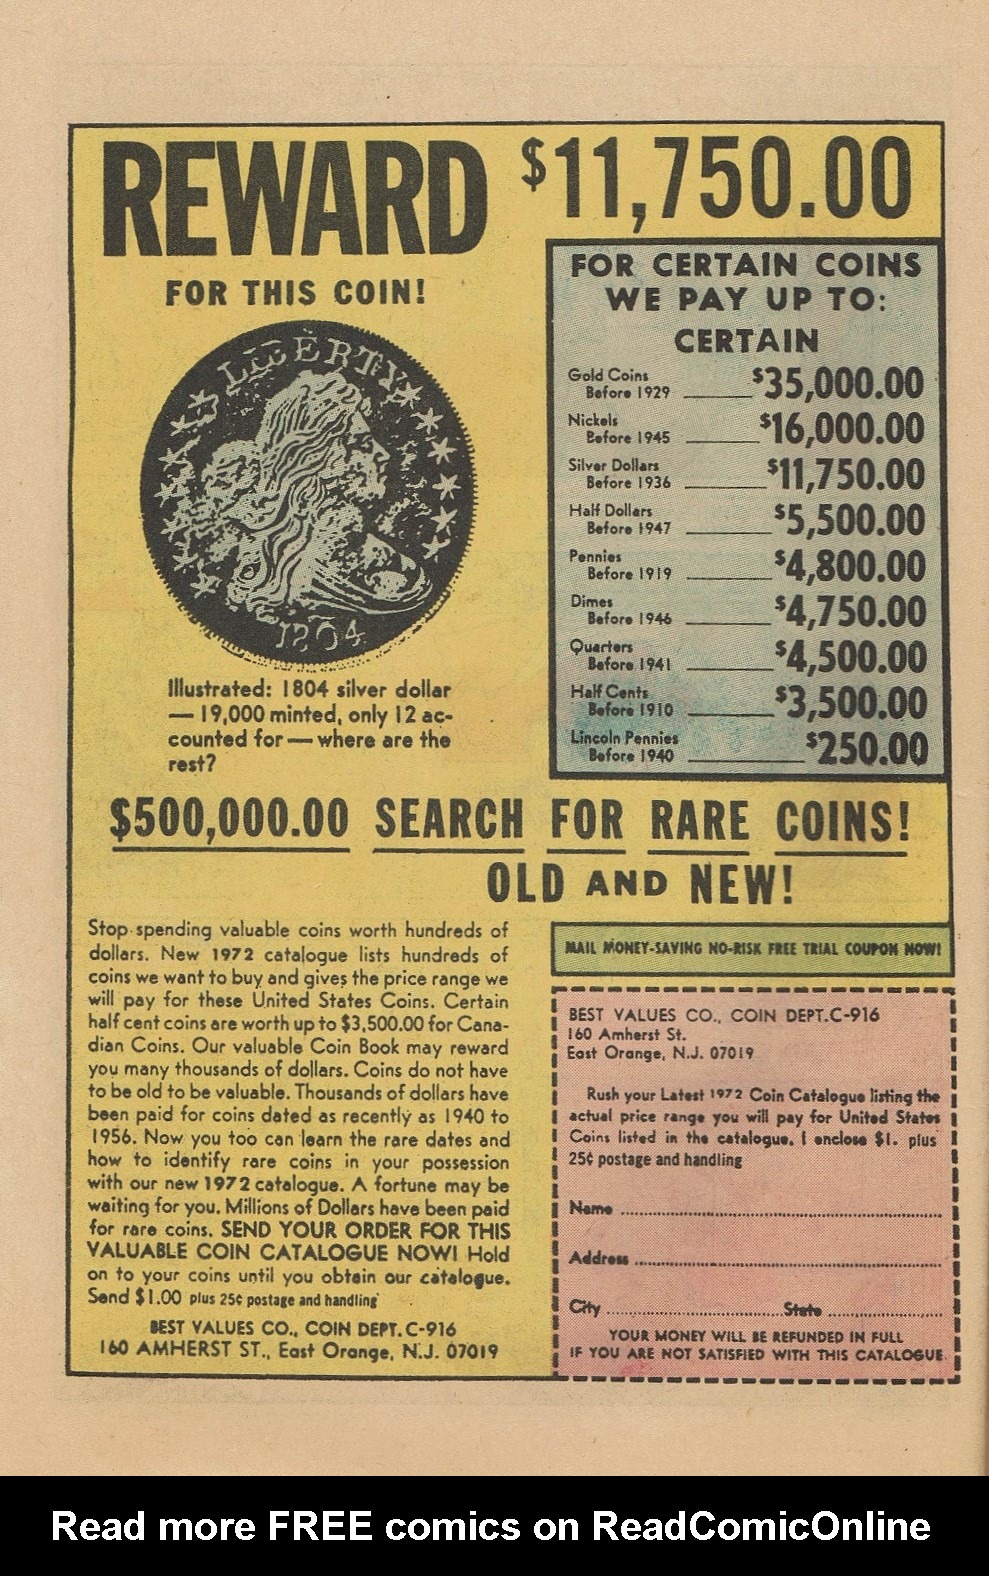 REWARD $11,750.00
FOR THIS COIN!
LIBERTY
1804
Illustrated: 1804 silver dollar
— 19,000 minted, only 12 ac-
counted for — where are the
rest?
FOR CERTAIN COINS
WE PAY UP TO:
CERTAIN
Gold Coins
Before 1929 $35,000.00
Nickels
Before 1945 $16,000.00
Silver Dollars
Before 1936 $11,750.00
Half Dollars
Before 1947 $5,500.00
Pennies
Before 1919 $4,800.00
Dimes
Before 1946 $4,750.00
Quarters
Before 1941 $4,500.00
Half Cents
Before 1910 $3,500.00
Lincoln Pennies
Before 1940 $250.00
$500,000.00 SEARCH FOR RARE COINS!
OLD AND NEW!
Stop spending valuable coins worth hundreds of
dollars. New 1972 catalogue lists hundreds of
coins we want to buy and gives the price range we
will pay for these United States Coins. Certain
half cent coins are worth up to $3,500.00 for Cana-
dian Coins. Our valuable Coin Book may reward
you many thousands of dollars. Coins do not have
to be old to be valuable. Thousands of dollars have
been paid for coins dated as recently as 1940 to
1956. Now you too can learn the rare dates and
how to identify rare coins in your possession
with our new 1972 catalogue. A fortune may be
waiting for you. Millions of Dollars have been paid
for rare coins. SEND YOUR ORDER FOR THIS
VALUABLE COIN CATALOGUE NOW! Hold
on to your coins until you obtain our catalogue.
Send $1.00 plus 25¢ postage and handling
BEST VALUES CO., COIN DEPT. C-916
160 AMHERST ST., East Orange, N.J. 07019
MAIL MONEY-SAVING NO-RISK FREE TRIAL COUPON NOW!
BEST VALUES CO., COIN DEPT. C-916
160 Amherst St.
East Orange, N.J. 07019
Rush your Latest 1972 Coin Catalogue listing the
actual price range you will pay for United States
Coins listed in the catalogue. I enclose $1. plus
25¢ postage and handling
Name
Address
City State
YOUR MONEY WILL BE REFUNDED IN FULL
IF YOU ARE NOT SATISFIED WITH THIS CATALOGUE.
Read more FREE comics on ReadComicOnline